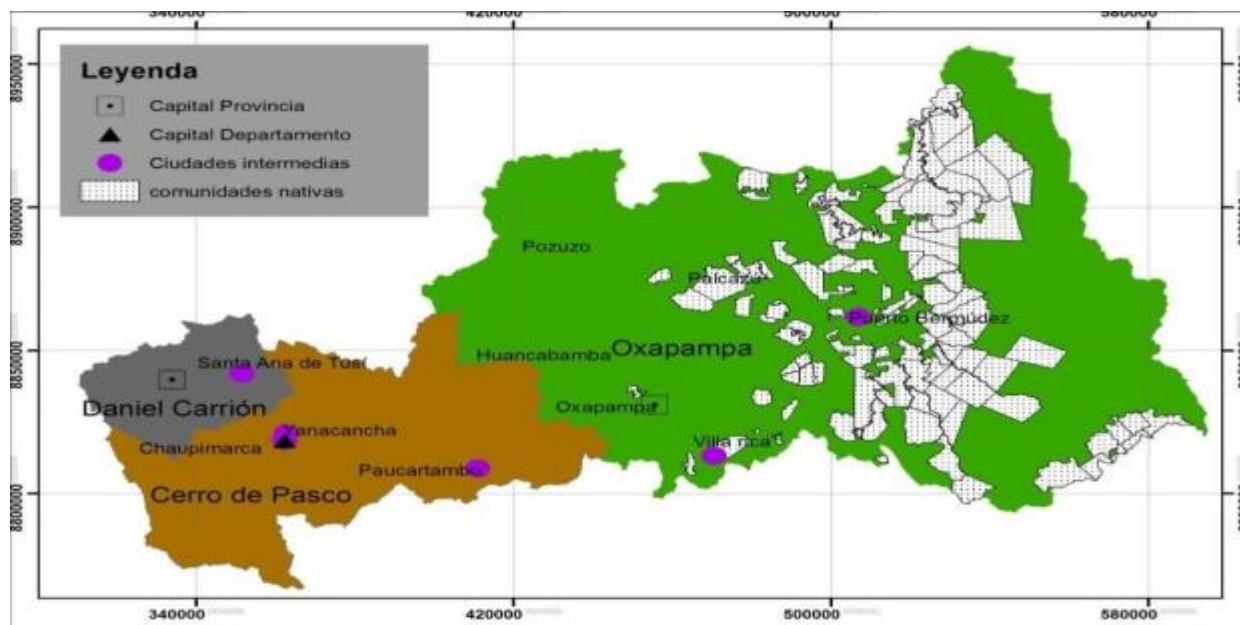 340000 420000 500000 580000
8950000
8900000
8850000
8800000
Leyenda
Capital Provincia
Capital Departamento
Ciudades intermedias
comunidades nativas
Pozuzo
Palcazu
Puerto Bermúdez
Huancabamba
Oxapampa
Santa Ana de Tusi
Daniel Carrión
Oxapampa
Yanacancha
Chaupimarca
Villa rica
Paucartambo
Cerro de Pasco
340000 420000 500000 580000